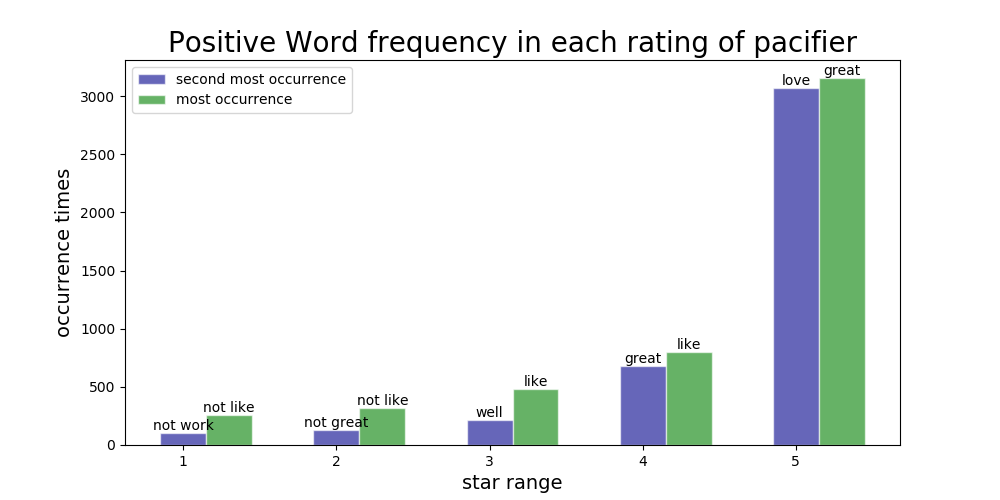 Positive Word frequency in each rating of pacifier
second most occurrence
most occurrence
occurrence times
3000
2500
2000
1500
1000
500
0
not work
not like
not great
not like
well
like
great
like
love
great
1
2
3
4
5
star range